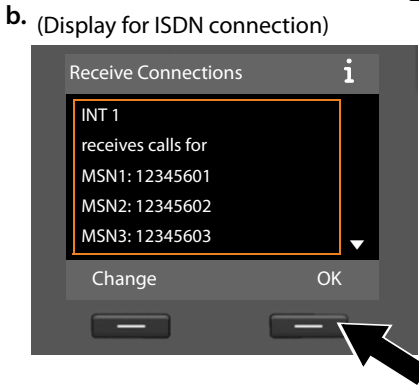 b. (Display for ISDN connection)
Receive Connections i
INT 1
receives calls for
MSN1: 12345601
MSN2: 12345602
MSN3: 12345603
Change OK